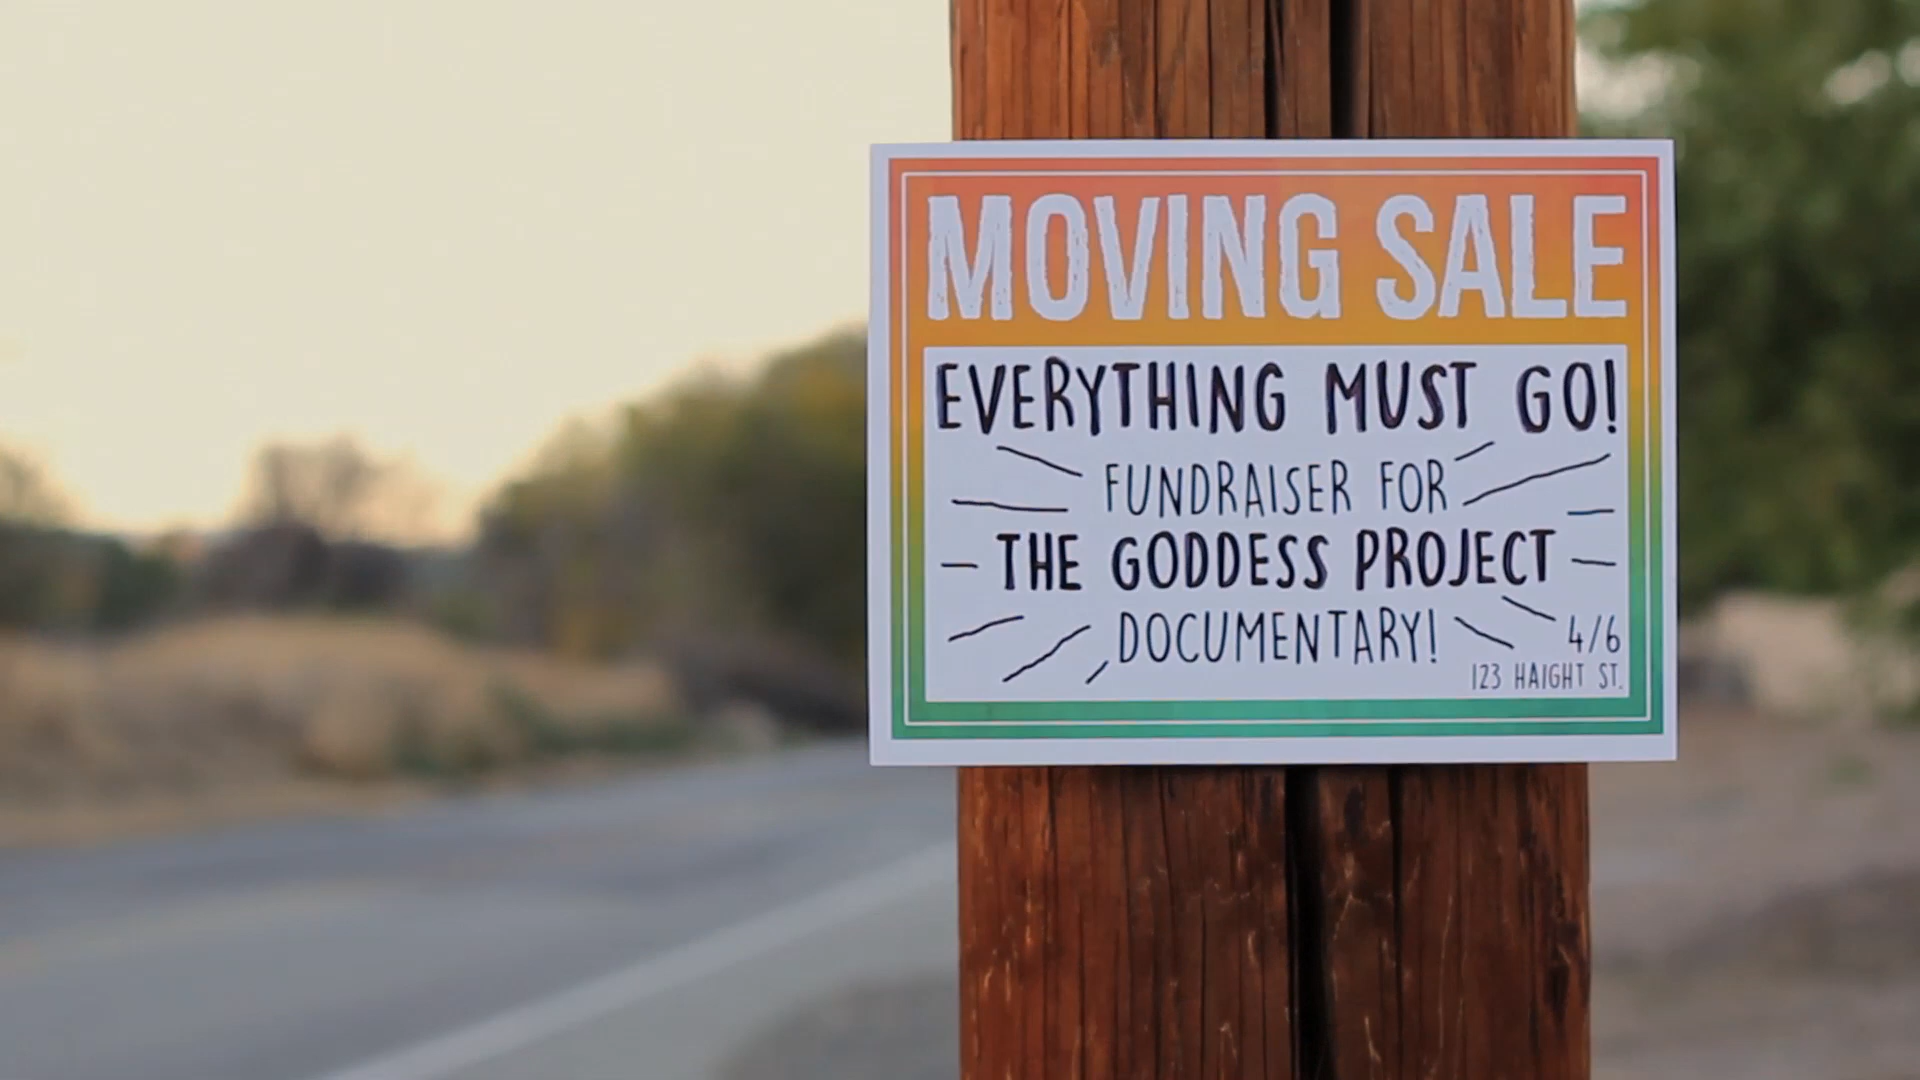 MOVING SALE
EVERYTHING MUST GO!
FUNDRAISER FOR
THE GODDESS PROJECT
DOCUMENTARY!
4/6
123 HAIGHT ST.